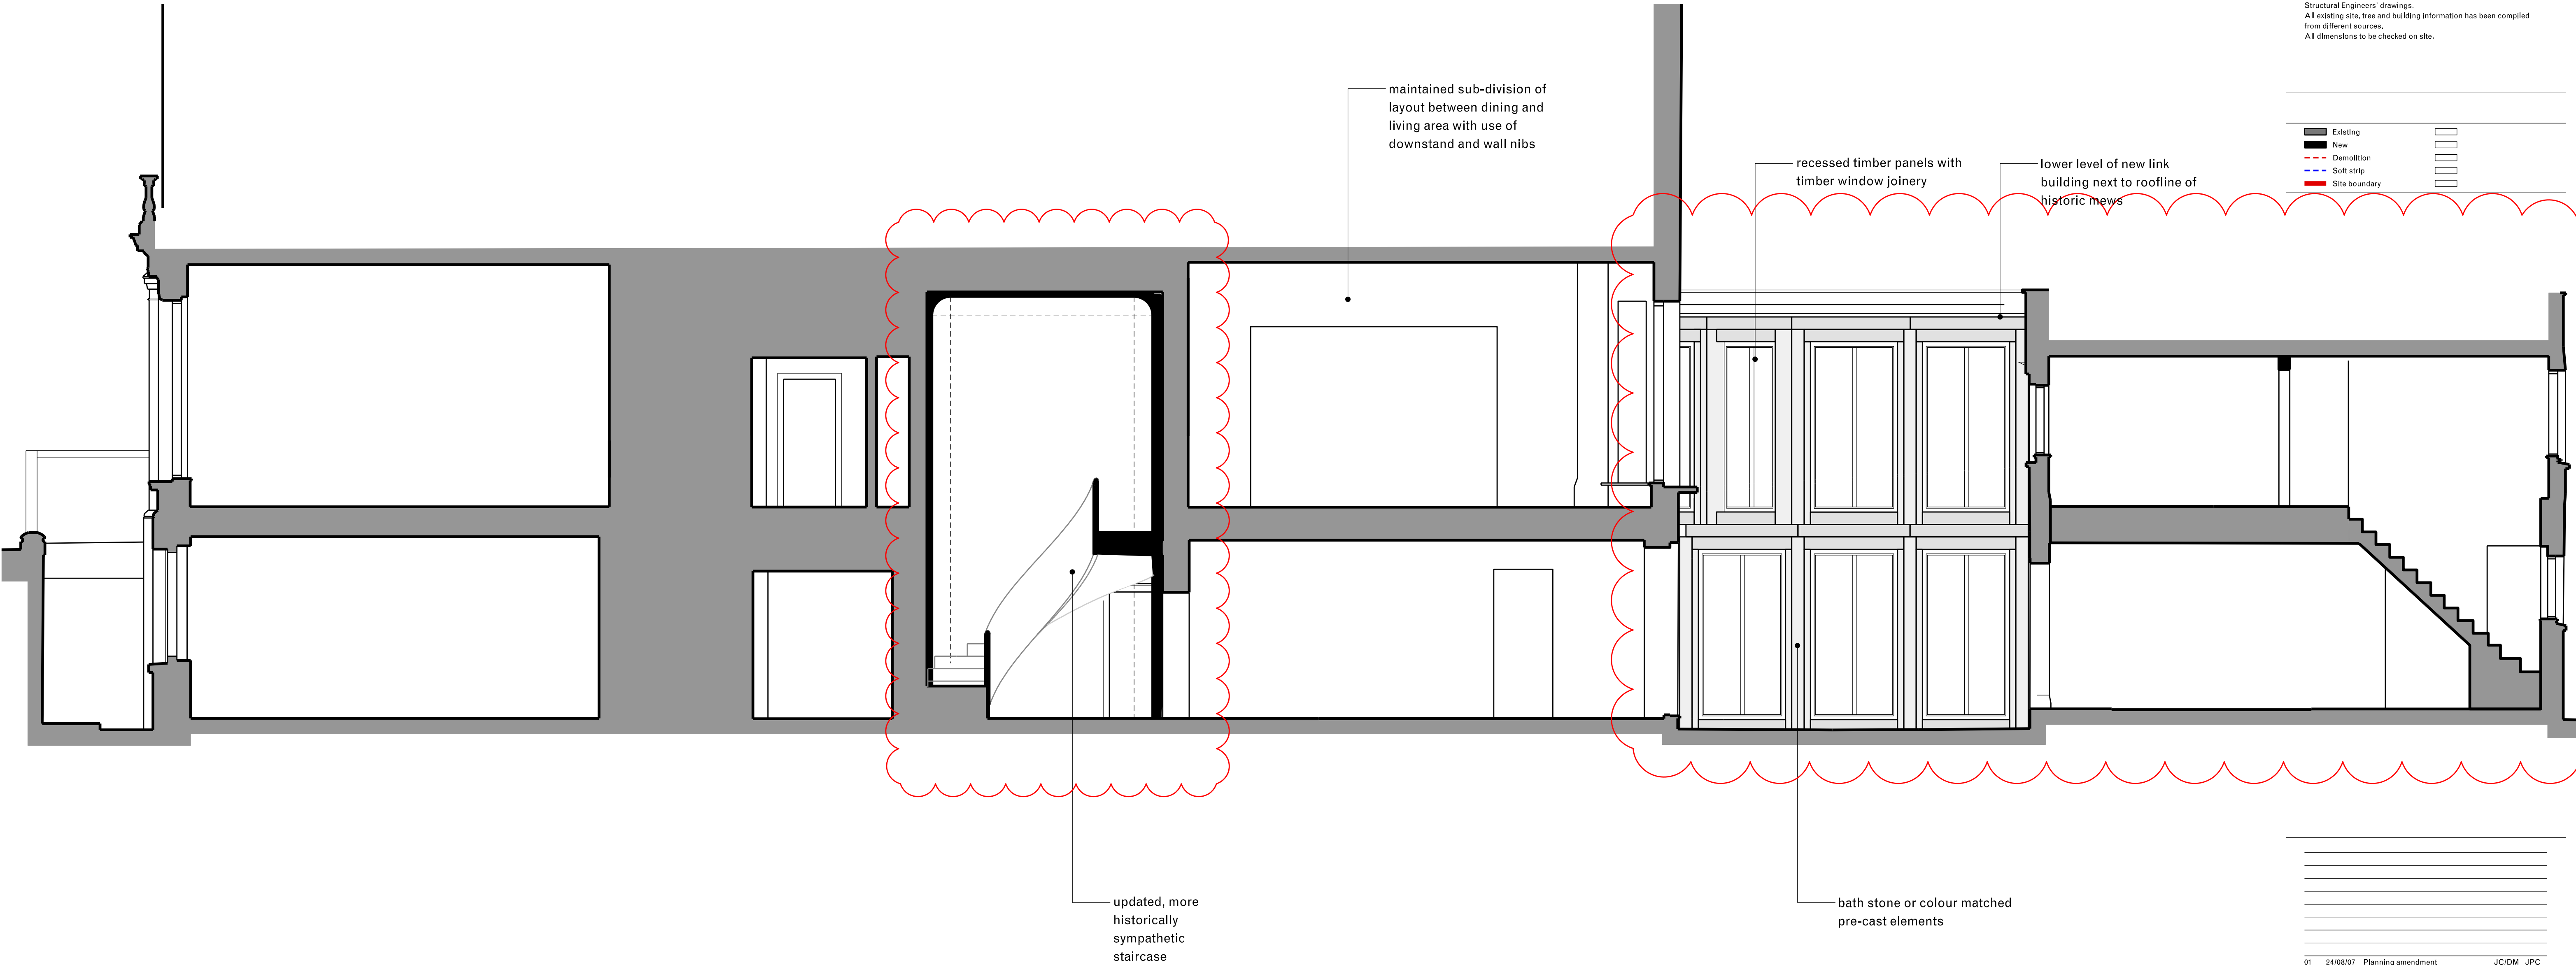 Structural Engineers' drawings.
All existing site, tree and building information has been compiled
from different sources.
All dimensions to be checked on site.
maintained sub-division of
layout between dining and
living area with use of
downstand and wall nibs
recessed timber panels with
timber window joinery
lower level of new link
building next to roofline of
historic mews
Existing
New
Demolition
Soft strip
Site boundary
updated, more
historically
sympathetic
staircase
bath stone or colour matched
pre-cast elements
01 24/08/07 Planning amendment JC/DM JPC